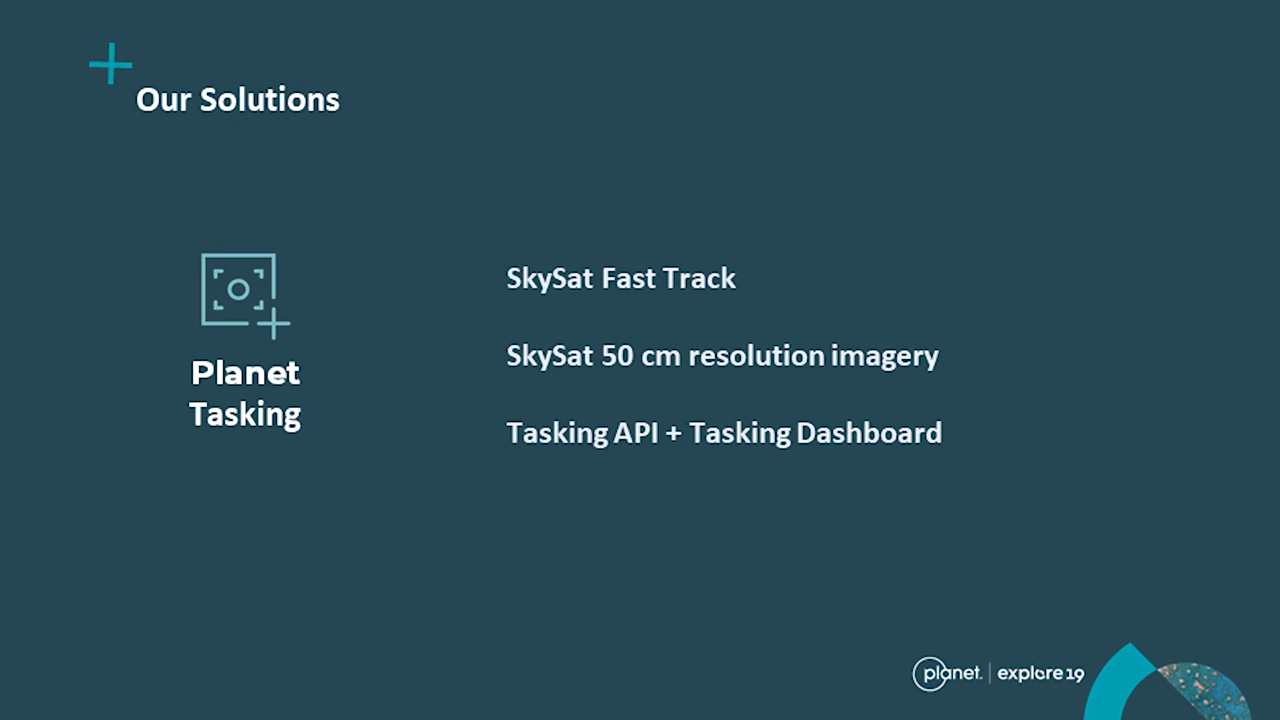 Our Solutions
Planet
Tasking
SkySat Fast Track
SkySat 50 cm resolution imagery
Tasking API + Tasking Dashboard
planet. | explore 19